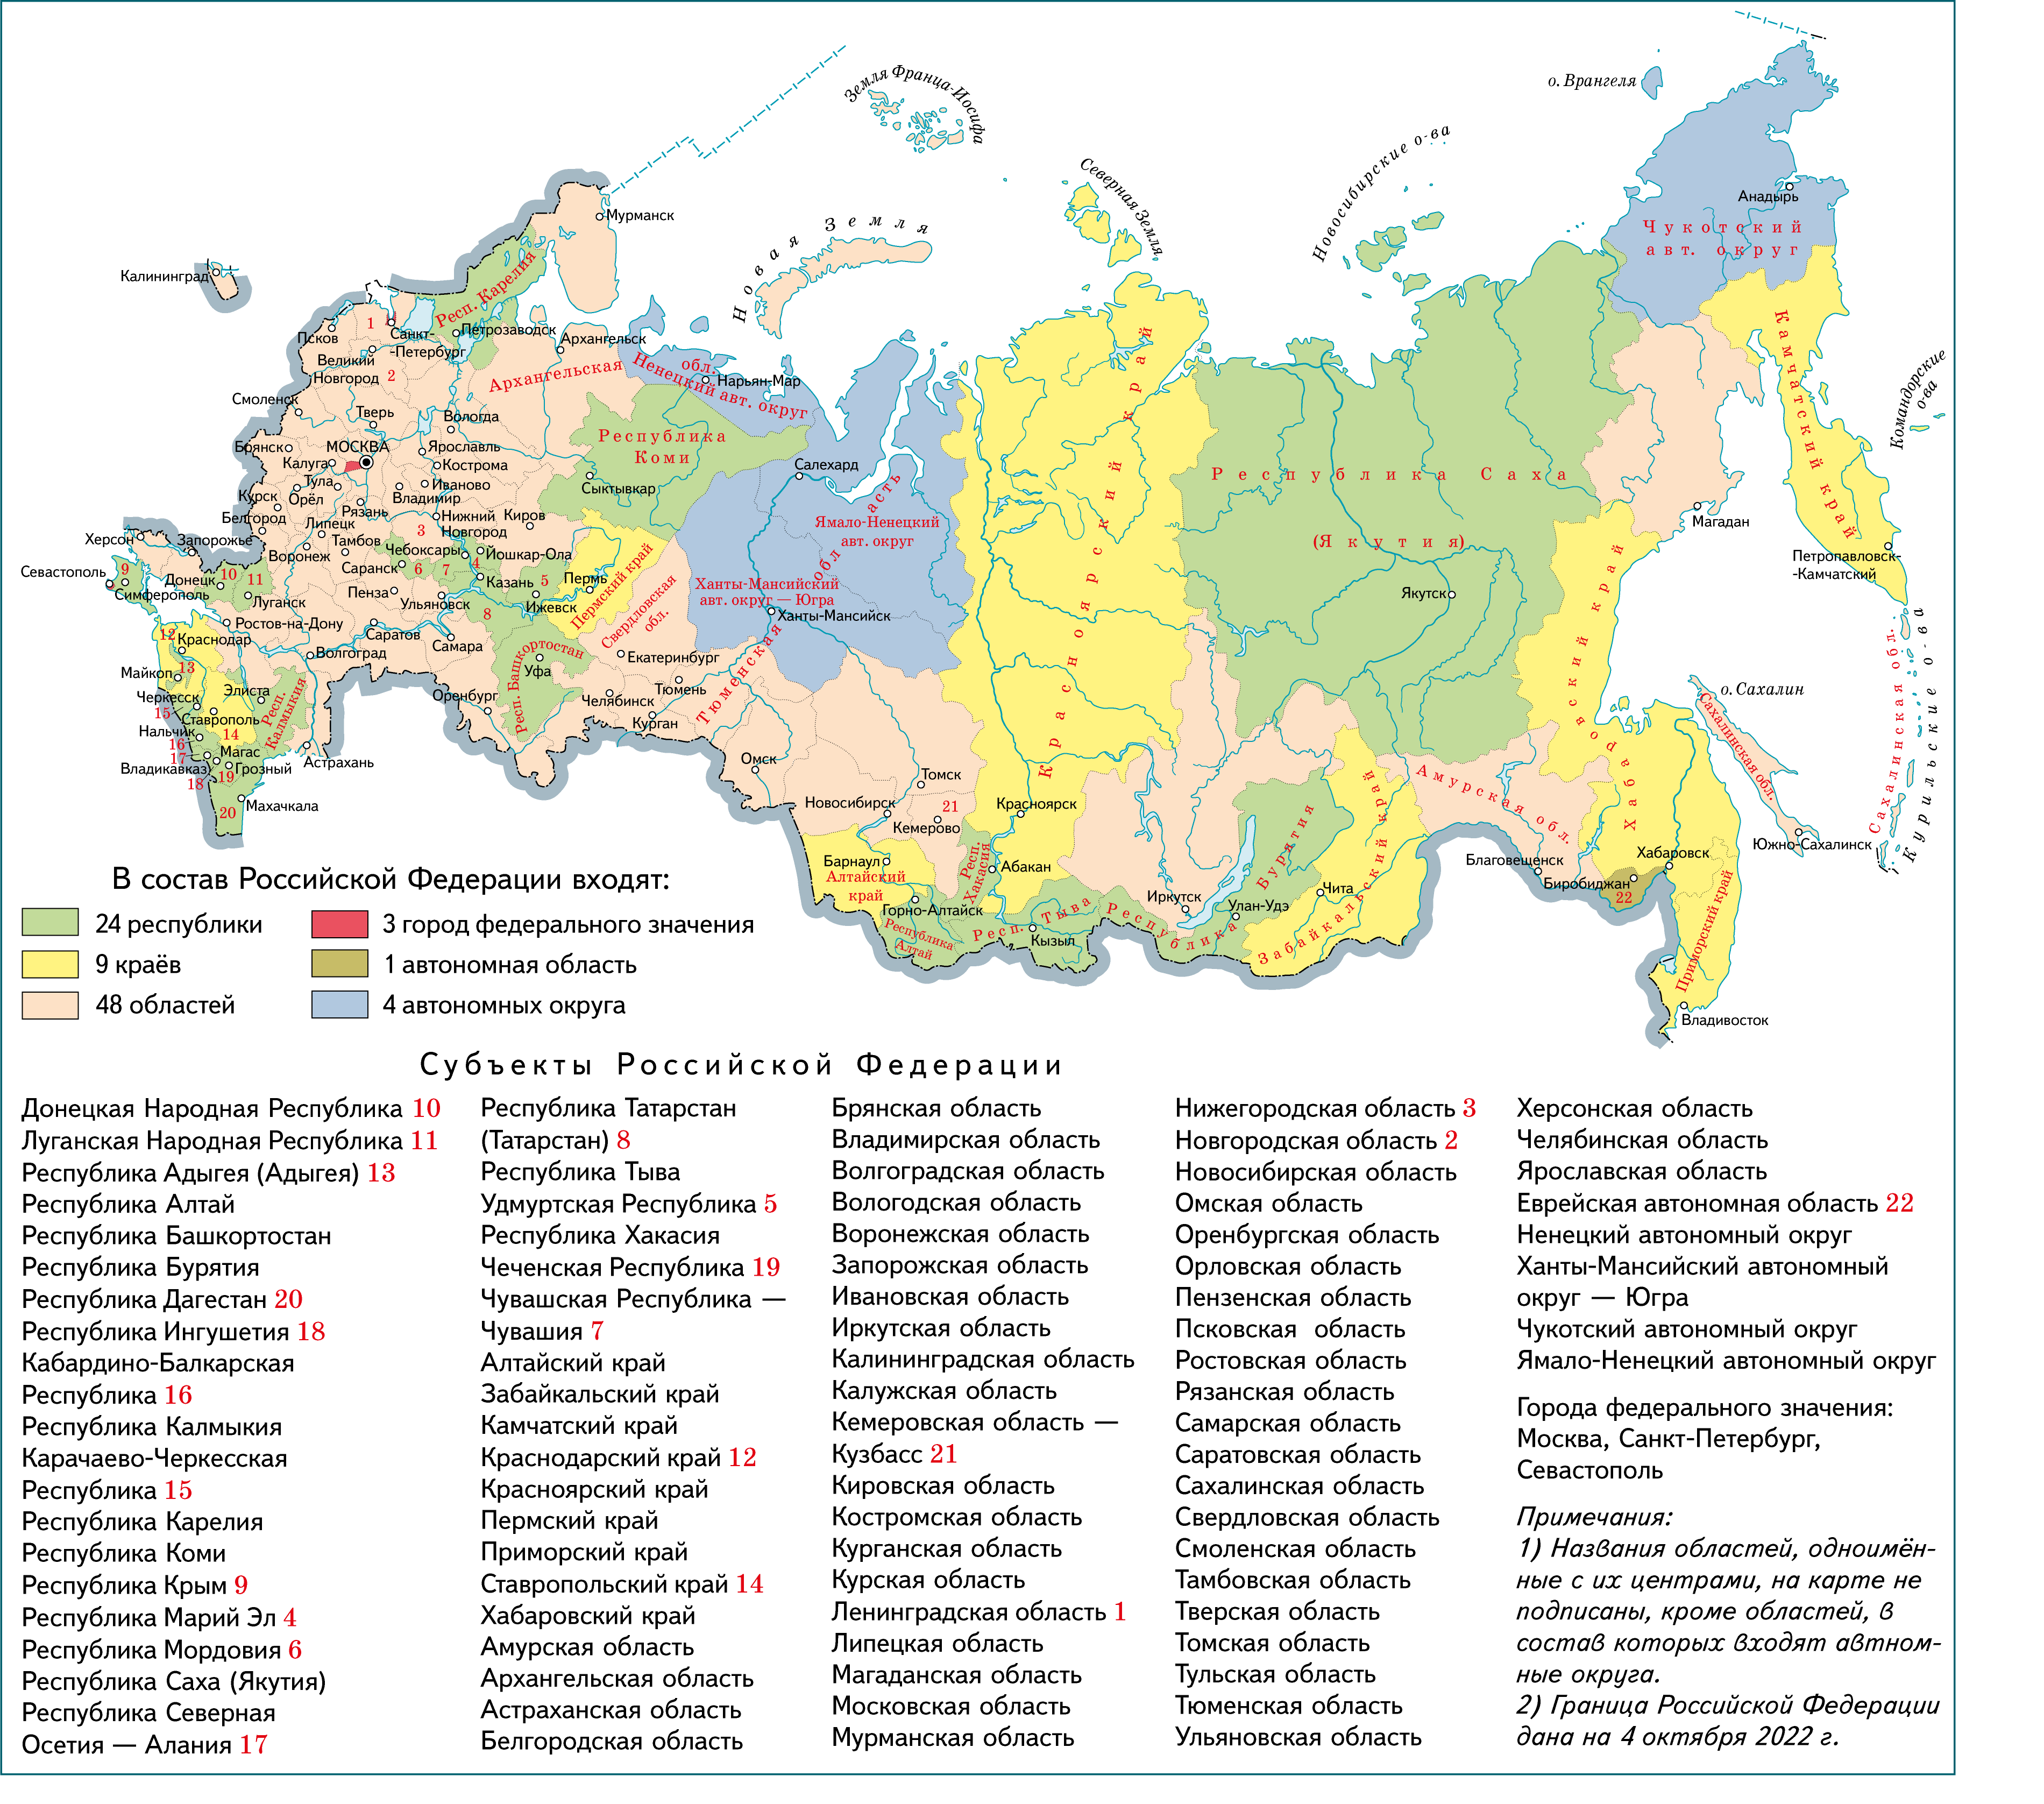 Земля Франца-Иосифа
о. Врангеля
Новосибирские о-ва
Северная Земля
Новая Земля
Анадырь
Чукотский
авт. округ
Мурманск
Калининград
Респ. Карелия
1
Санкт-
-Петербург
Петрозаводск
Псков
Великий
Новгород
2
Архангельск
Архангельская
обл.
Ненецкий авт. округ
Нарьян-Мар
Камчатский край
Командорские
о-ва
Смоленск
Тверь
Вологда
Республика
Коми
Брянск
МОСКВА
Ярославль
Калуга
Кострома
Салехард
Сыктывкар
Республика Саха
(Якутия)
Тула
Иваново
Курск
Орёл
Владимир
Рязань
Белгород
Липецк
Нижний
Новгород
Киров
3
Ямало-Ненецкий
авт. округ
Магадан
Херсон
Запорожье
Воронеж
Тамбов
Чебоксары
Йошкар-Ола
Петропавловск-
-Камчатский
Севастополь
9
Симферополь
Донецк
10
11
Луганск
Саранск
6
7
4
Казань
5
Пермь
Пермский край
Ханты-Мансийский
авт. округ — Югра
Ханты-Мансийск
Якутск
Пенза
Ульяновск
8
Ижевск
Свердловская
обл.
Тюменская область
Красноярский край
Хабаровский край
12
Краснодар
Ростов-на-Дону
Саратов
Самара
Волгоград
Респ. Башкортостан
Уфа
Екатеринбург
Майкоп
13
Черкесск
15
Элиста
Респ.
Калмыкия
Оренбург
Челябинск
Тюмень
Курган
Ставрополь
14
Нальчик
16
17
Магас
Владикавказ
18
19
Грозный
Астрахань
20
Махачкала
о. Сахалин
Сахалинская обл.
Сахалинская обл.
Курильские о-ва
Омск
Томск
Новосибирск
21
Кемерово
Красноярск
Амурская обл.
Южно-Сахалинск
Барнаул
Алтайский
край
Респ.
Хакасия
Абакан
Иркутск
Республика Бурятия
Улан-Удэ
Чита
Забайкальский край
Благовещенск
Биробиджан
22
Хабаровск
Приморский край
Владивосток
Горно-Алтайск
Республика
Алтай
Респ. Тыва
Кызыл
В состав Российской Федерации входят:
24 республики
9 краёв
48 областей
3 город федерального значения
1 автономная область
4 автономных округа
Субъекты Российской Федерации
Донецкая Народная Республика 10
Луганская Народная Республика 11
Республика Адыгея (Адыгея) 13
Республика Алтай
Республика Башкортостан
Республика Бурятия
Республика Дагестан 20
Республика Ингушетия 18
Кабардино-Балкарская
Республика 16
Республика Калмыкия
Карачаево-Черкесская
Республика 15
Республика Карелия
Республика Коми
Республика Крым 9
Республика Марий Эл 4
Республика Мордовия 6
Республика Саха (Якутия)
Республика Северная
Осетия — Алания 17
Республика Татарстан
(Татарстан) 8
Республика Тыва
Удмуртская Республика 5
Республика Хакасия
Чеченская Республика 19
Чувашская Республика —
Чувашия 7
Алтайский край
Забайкальский край
Камчатский край
Краснодарский край 12
Красноярский край
Пермский край
Приморский край
Ставропольский край 14
Хабаровский край
Амурская область
Архангельская область
Астраханская область
Белгородская область
Брянская область
Владимирская область
Волгоградская область
Вологодская область
Воронежская область
Запорожская область
Ивановская область
Иркутская область
Калининградская область
Калужская область
Кемеровская область —
Кузбасс 21
Кировская область
Костромская область
Курганская область
Курская область
Ленинградская область 1
Липецкая область
Магаданская область
Московская область
Мурманская область
Нижегородская область 3
Новгородская область 2
Новосибирская область
Омская область
Оренбургская область
Орловская область
Пензенская область
Псковская область
Ростовская область
Рязанская область
Самарская область
Саратовская область
Сахалинская область
Свердловская область
Смоленская область
Тамбовская область
Тверская область
Томская область
Тульская область
Тюменская область
Ульяновская область
Херсонская область
Челябинская область
Ярославская область
Еврейская автономная область 22
Ненецкий автономный округ
Ханты-Мансийский автономный
округ — Югра
Чукотский автономный округ
Ямало-Ненецкий автономный округ
Города федерального значения:
Москва, Санкт-Петербург,
Севастополь
Примечания:
1) Названия областей, одноимён-
ные с их центрами, на карте не
подписаны, кроме областей, в
состав которых входят автном-
ные округа.
2) Граница Российской Федерации
дана на 4 октября 2022 г.